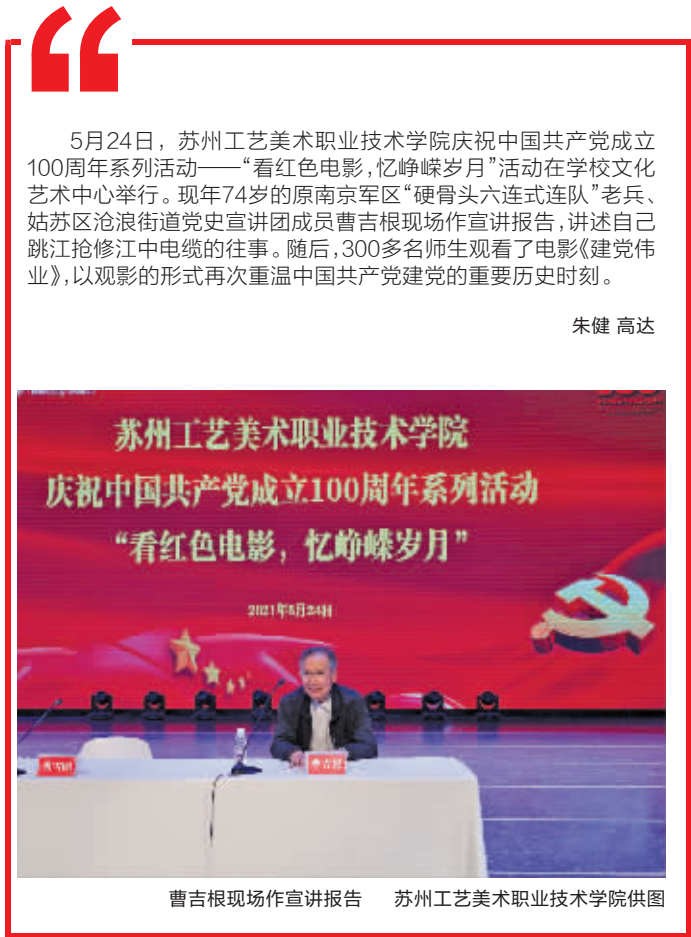 5月24日，苏州工艺美术职业技术学院庆祝中国共产党成立
100周年系列活动——“看红色电影，忆峥嵘岁月”活动在学校文化
艺术中心举行。现年74岁的原南京军区“硬骨头六连式连队”老兵、
姑苏区沧浪街道党史宣讲团成员曹吉根现场作宣讲报告，讲述自己
跳江抢修江中电缆的往事。随后，300多名师生观看了电影《建党伟
业》，以观影的形式再次重温中国共产党建党的重要历史时刻。
朱健 高达
苏州工艺美术职业技术学院
庆祝中国共产党成立100周年系列活动
“看红色电影，忆峥嵘岁月”
2021年5月24日
曹吉根
曹吉根现场作宣讲报告 苏州工艺美术职业技术学院供图